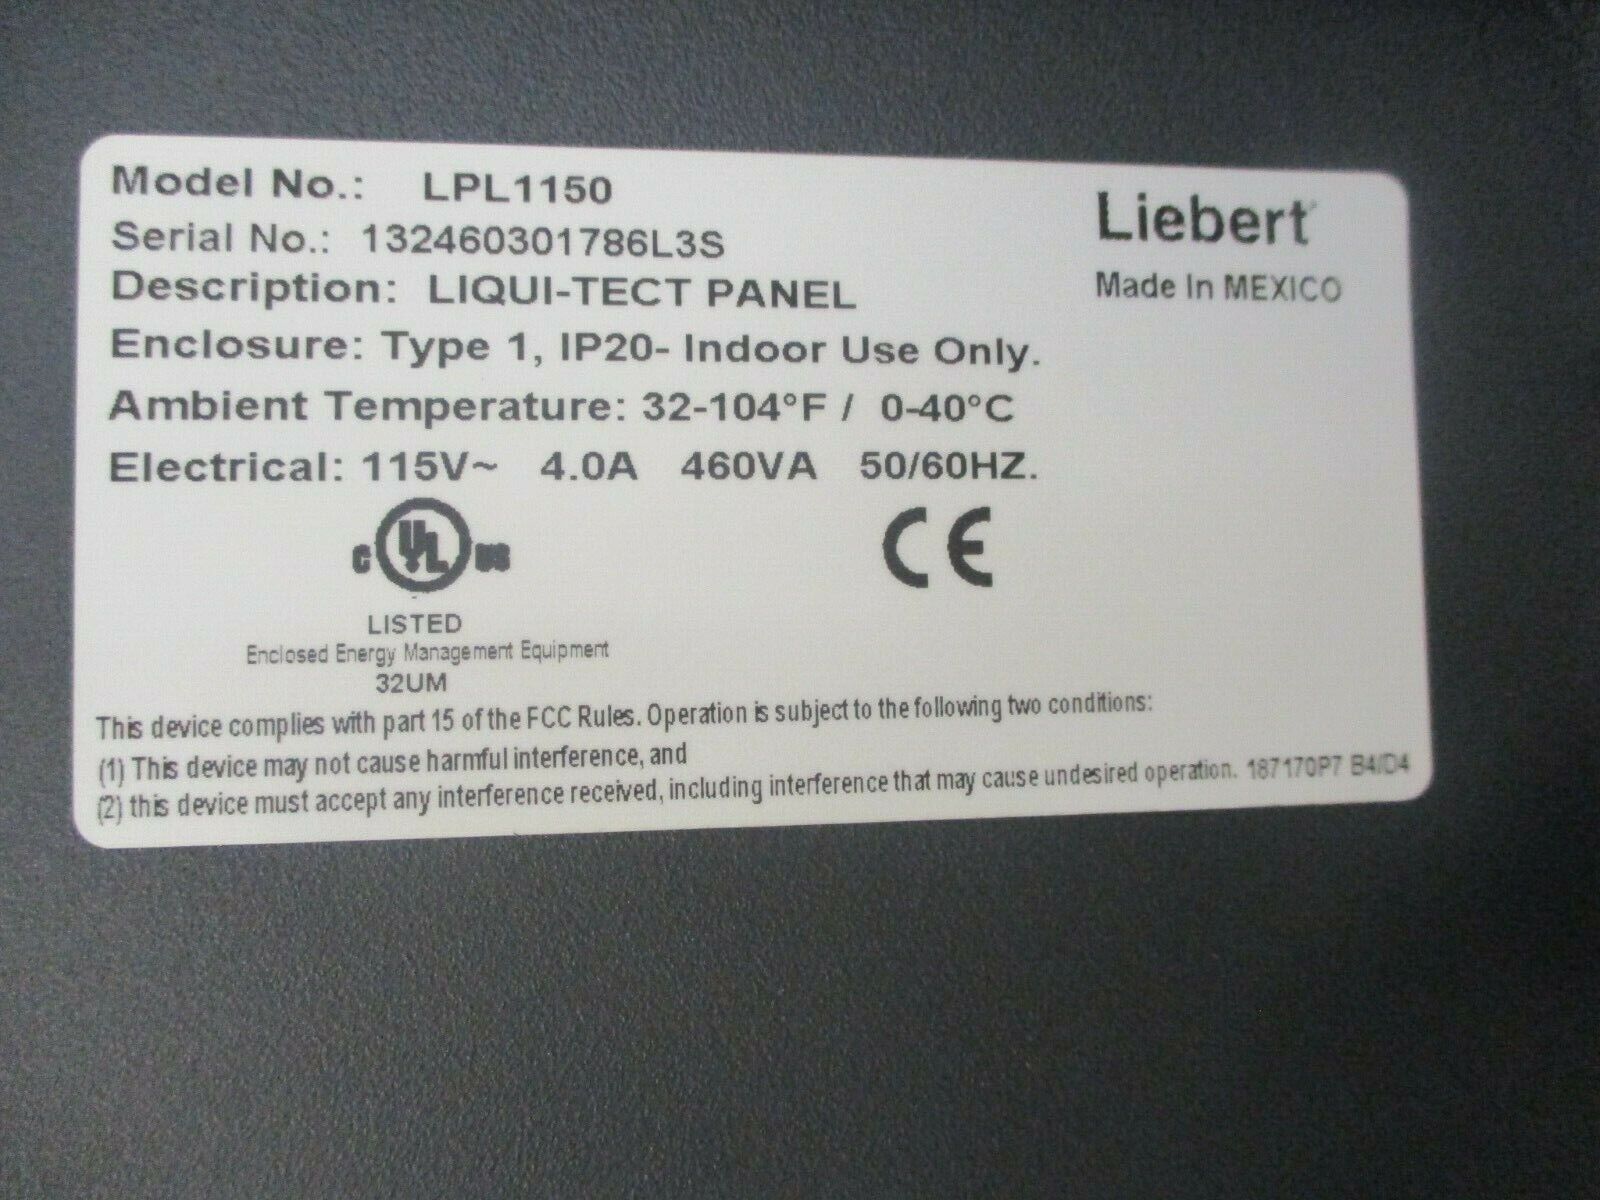 Model No.: LPL1150
Liebert
Serial No.: 132460301786L3S
Made In MEXICO
Description: LIQUI-TECT PANEL
Enclosure: Type 1, IP20- Indoor Use Only.
Ambient Temperature: 32-104°F / 0-40°C
Electrical: 115V~ 4.0A 460VA 50/60HZ.
C UL US
CE
LISTED
Enclosed Energy Management Equipment
32UM
This device complies with part 15 of the FCC Rules. Operation is subject to the following two conditions:
(1) This device may not cause harmful interference, and
(2) this device must accept any interference received, including interference that may cause undesired operation. 187170P7 B4/D4